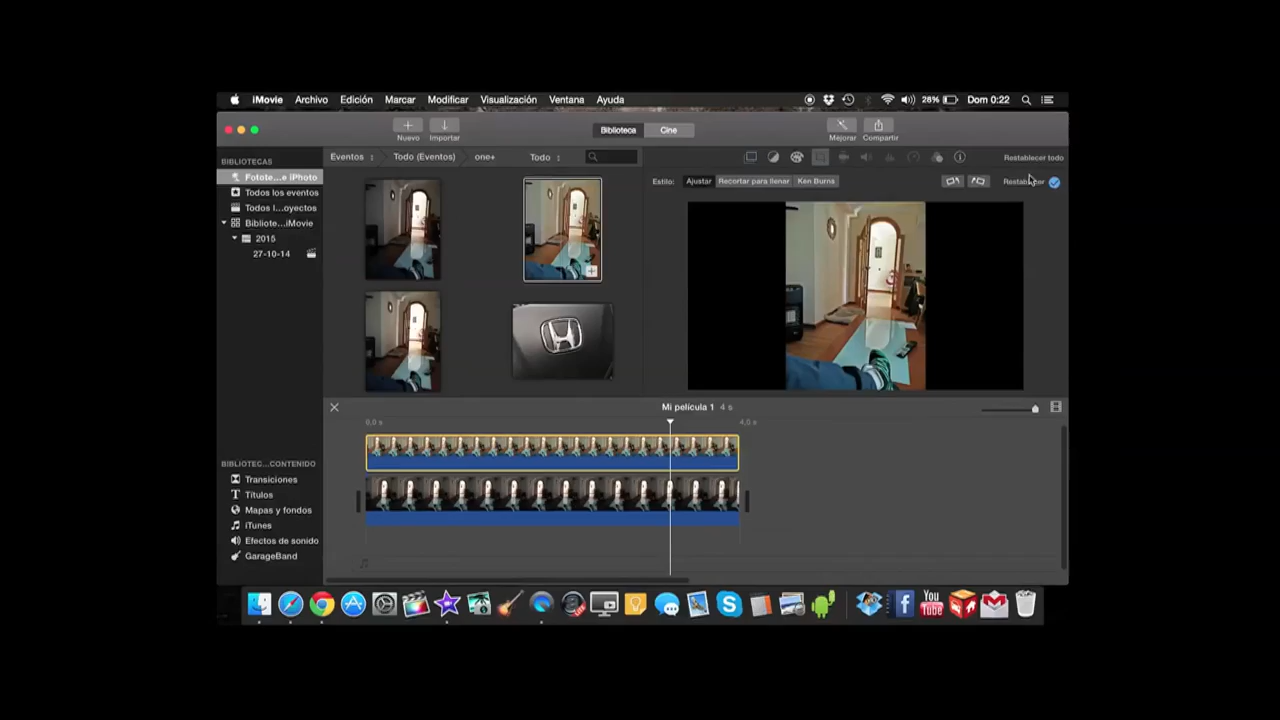 iMovie Archivo Edición Marcar Modificar Visualización Ventana Ayuda 28% Dom 0:22
Nuevo Importar Biblioteca Cine Mejorar Compartir
BIBLIOTECAS
Fotote...e iPhoto
Todos los eventos
Todos l...oyectos
Bibliote...iMovie
2015
27-10-14
Eventos Todo (Eventos) one+ Todo
Restablecer todo
Estilo: Ajustar Recortar para llenar Ken Burns Restablecer
Mi película 1 4 s
0,0 s 4,0 s
BIBLIOTEC...CONTENIDO
Transiciones
Títulos
Mapas y fondos
iTunes
Efectos de sonido
GarageBand
You
Tube